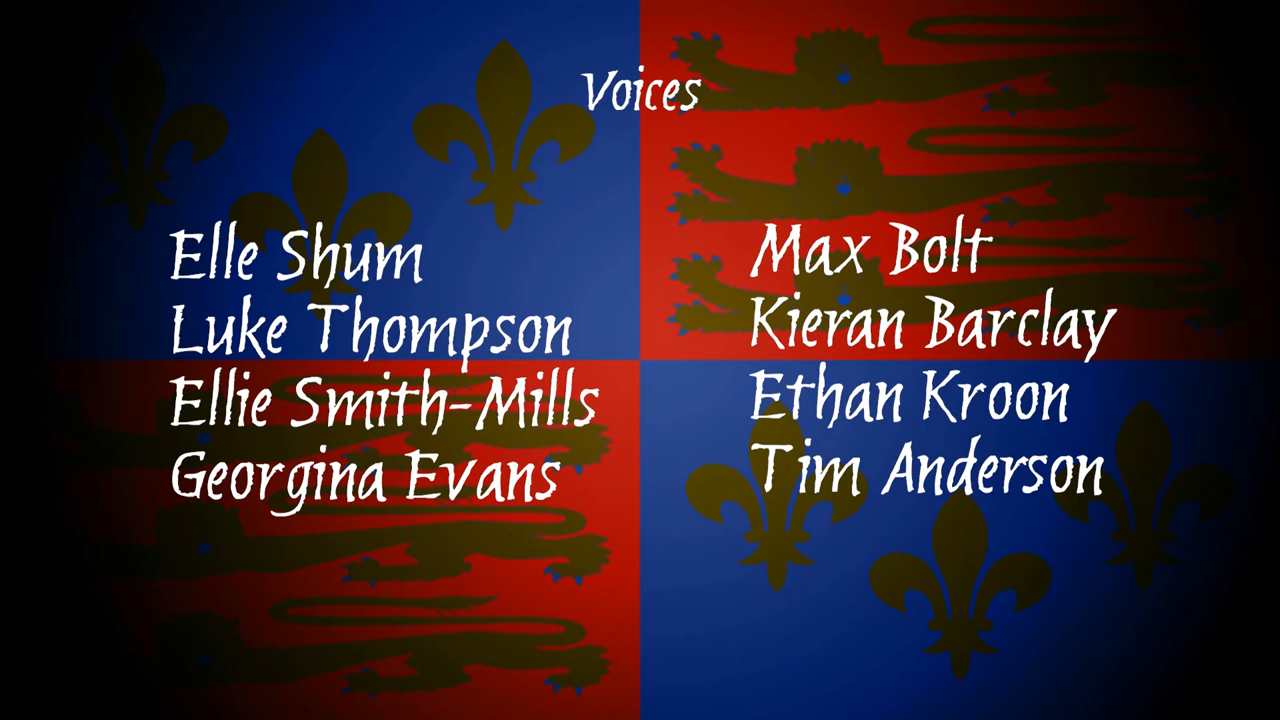 Voices
Elle Shum
Luke Thompson
Ellie Smith-Mills
Georgina Evans
Max Bolt
Kieran Barclay
Ethan Kroon
Tim Anderson